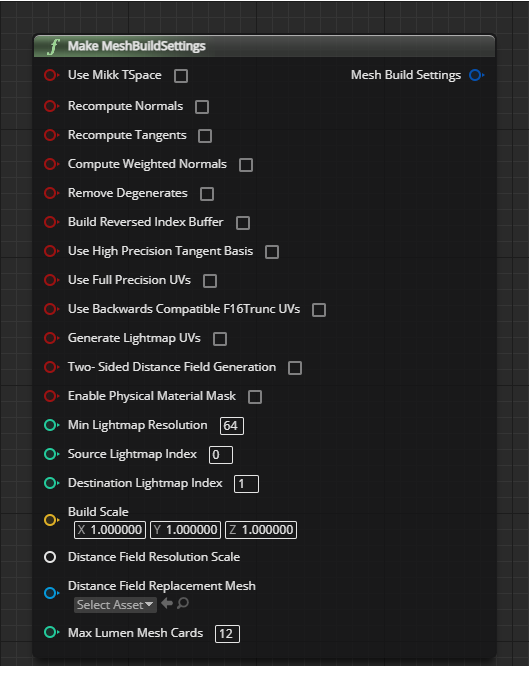 f Make MeshBuildSettings
Use Mikk TSpace Mesh Build Settings
Recompute Normals
Recompute Tangents
Compute Weighted Normals
Remove Degenerates
Build Reversed Index Buffer
Use High Precision Tangent Basis
Use Full Precision UVs
Use Backwards Compatible F16Trunc UVs
Generate Lightmap UVs
Two- Sided Distance Field Generation
Enable Physical Material Mask
Min Lightmap Resolution 64
Source Lightmap Index 0
Destination Lightmap Index 1
Build Scale
X 1.000000 Y 1.000000 Z 1.000000
Distance Field Resolution Scale
Distance Field Replacement Mesh
Select Asset
Max Lumen Mesh Cards 12